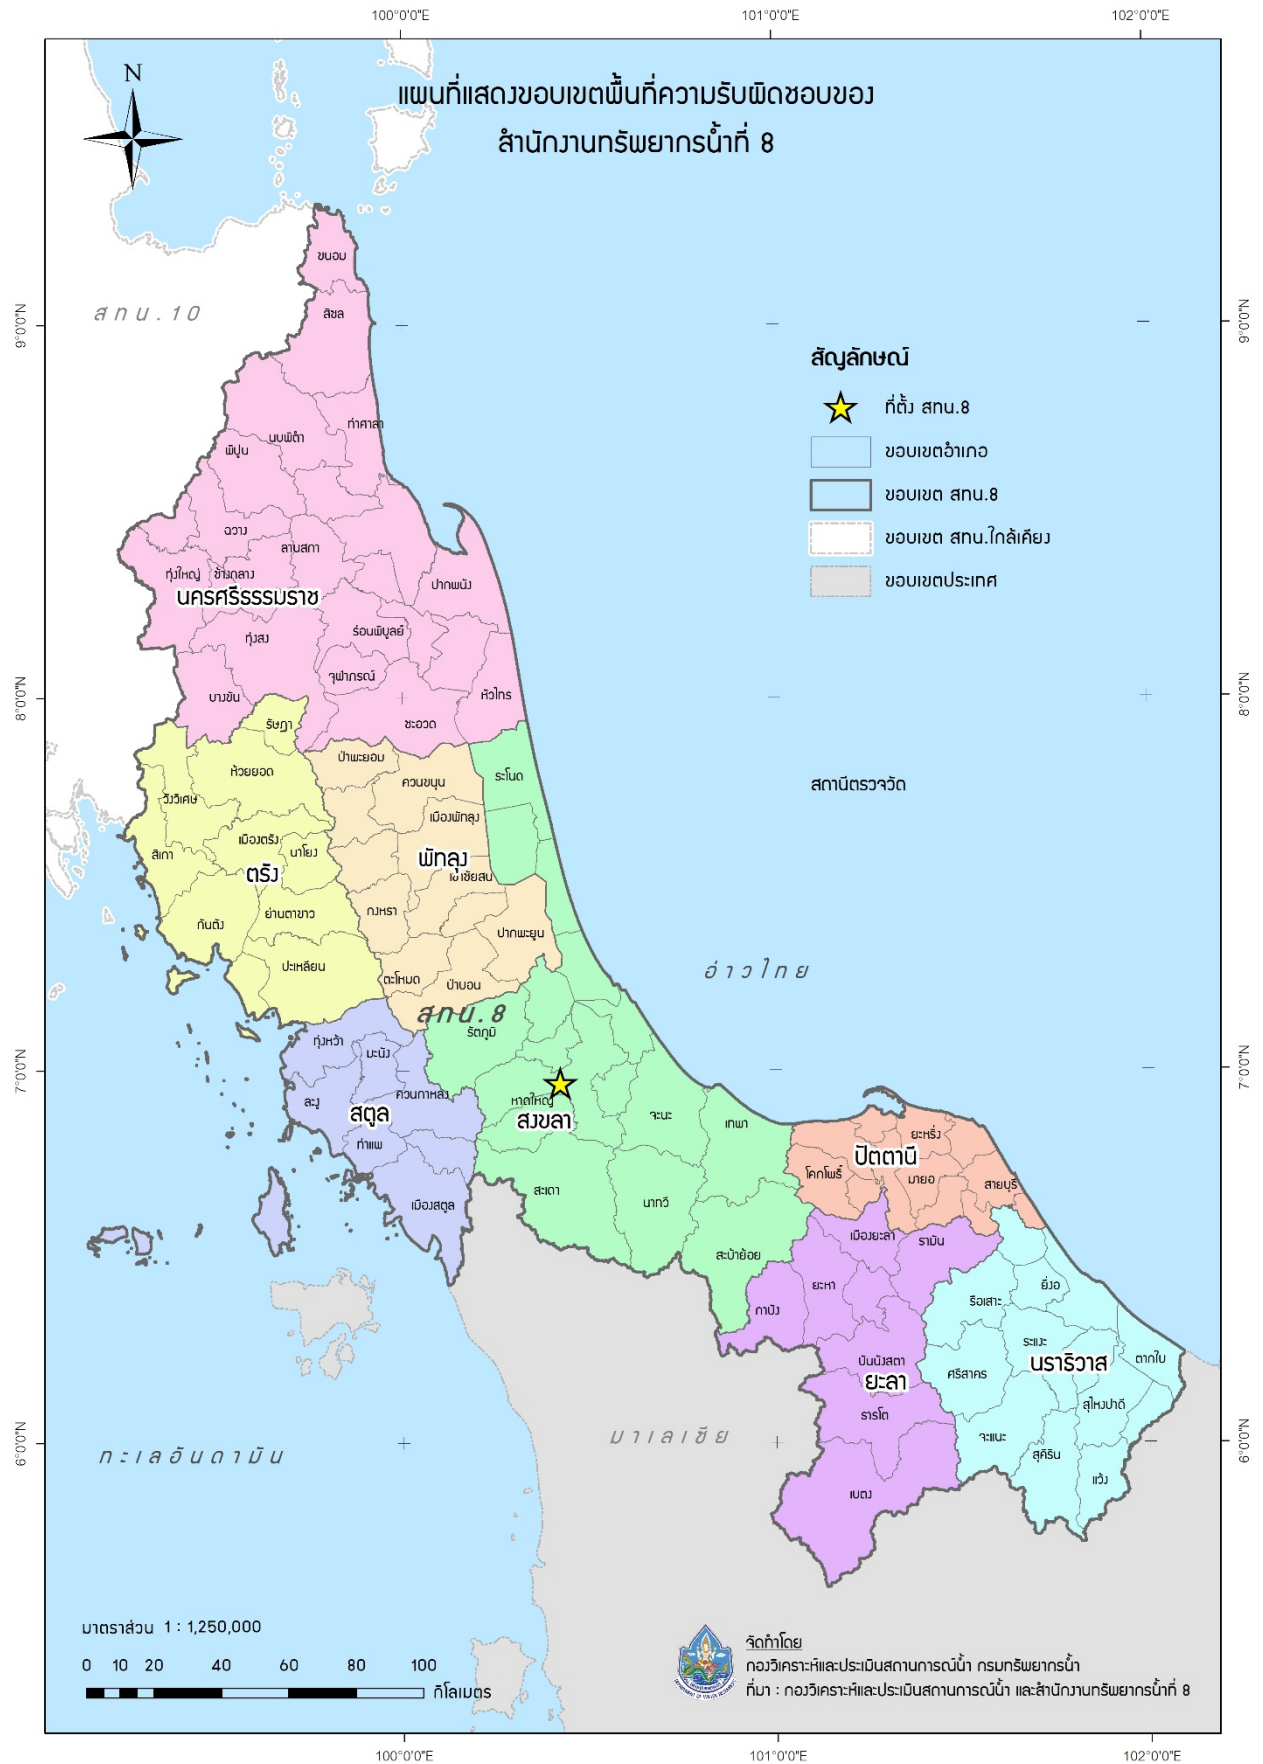 100°0'0"E 101°0'0"E 102°0'0"E
N
แผนที่แสดงขอบเขตพื้นที่ความรับผิดชอบของ
สำนักงานทรัพยากรน้ำที่ 8
ขนอม
สทน.10
สิชล
9°0'0"N 9°0'0"N
สัญลักษณ์
ที่ตั้ง สทน.8
ขอบเขตอำเภอ
ขอบเขต สทน.8
ขอบเขต สทน.ใกล้เคียง
ขอบเขตประเทศ
ท่าศาลา
นบพิตำ
พิปูน
ฉวาง
ลานสกา
ทุ่งใหญ่ ช้างกลาง
ปากพนัง
นครศรีธรรมราช
ทุ่งสง
ร่อนพิบูลย์
จุฬาภรณ์
บางขัน
หัวไทร
8°0'0"N 8°0'0"N
รัษฎา
ชะอวด
ป่าพะยอม
ห้วยยอด
ควนขนุน
ระโนด
วังวิเศษ
สถานีตรวจวัด
เมืองพัทลุง
เมืองตรัง
สิเกา
นาโยง
พัทลุง
ตรัง
เขาชัยสน
กันตัง
ย่านตาขาว
กงหรา
ปากพะยูน
ปะเหลียน
ตะโหมด
ป่าบอน
อ่าวไทย
สทน.8
รัตภูมิ
ทุ่งหว้า
มะนัง
7°0'0"N 7°0'0"N
ละงู
ควนกาหลง
หาดใหญ่
สตูล
สงขลา
จะนะ
เทพา
ท่าแพ
ยะหริ่ง
ปัตตานี
โคกโพธิ์
มายอ
สายบุรี
สะเดา
นาทวี
เมืองสตูล
เมืองยะลา
รามัน
สะบ้าย้อย
ยะหา
ยี่งอ
กาบัง
รือเสาะ
ระแงะ
บันนังสตา
นราธิวาส
ตากใบ
ศรีสาคร
ยะลา
สุไหงปาดี
ธารโต
จะแนะ
มาเลเซีย
ทะเลอันดามัน
6°0'0"N 6°0'0"N
สุคิริน
แว้ง
เบตง
มาตราส่วน 1 : 1,250,000
0 10 20 40 60 80 100
กิโลเมตร
จัดทำโดย
กองวิเคราะห์และประเมินสถานการณ์น้ำ กรมทรัพยากรน้ำ
ที่มา : กองวิเคราะห์และประเมินสถานการณ์น้ำ และสำนักงานทรัพยากรน้ำที่ 8
100°0'0"E 101°0'0"E 102°0'0"E